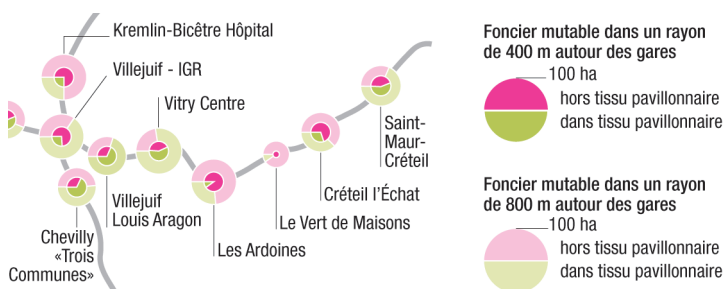 Kremlin-Bicêtre Hôpital
Villejuif - IGR
Vitry Centre
Saint-
Maur-
Créteil
Créteil l'Échat
Le Vert de Maisons
Les Ardoines
Villejuif
Louis Aragon
Chevilly
«Trois
Communes»
Foncier mutable dans un rayon
de 400 m autour des gares
100 ha
hors tissu pavillonnaire
dans tissu pavillonnaire
Foncier mutable dans un rayon
de 800 m autour des gares
100 ha
hors tissu pavillonnaire
dans tissu pavillonnaire